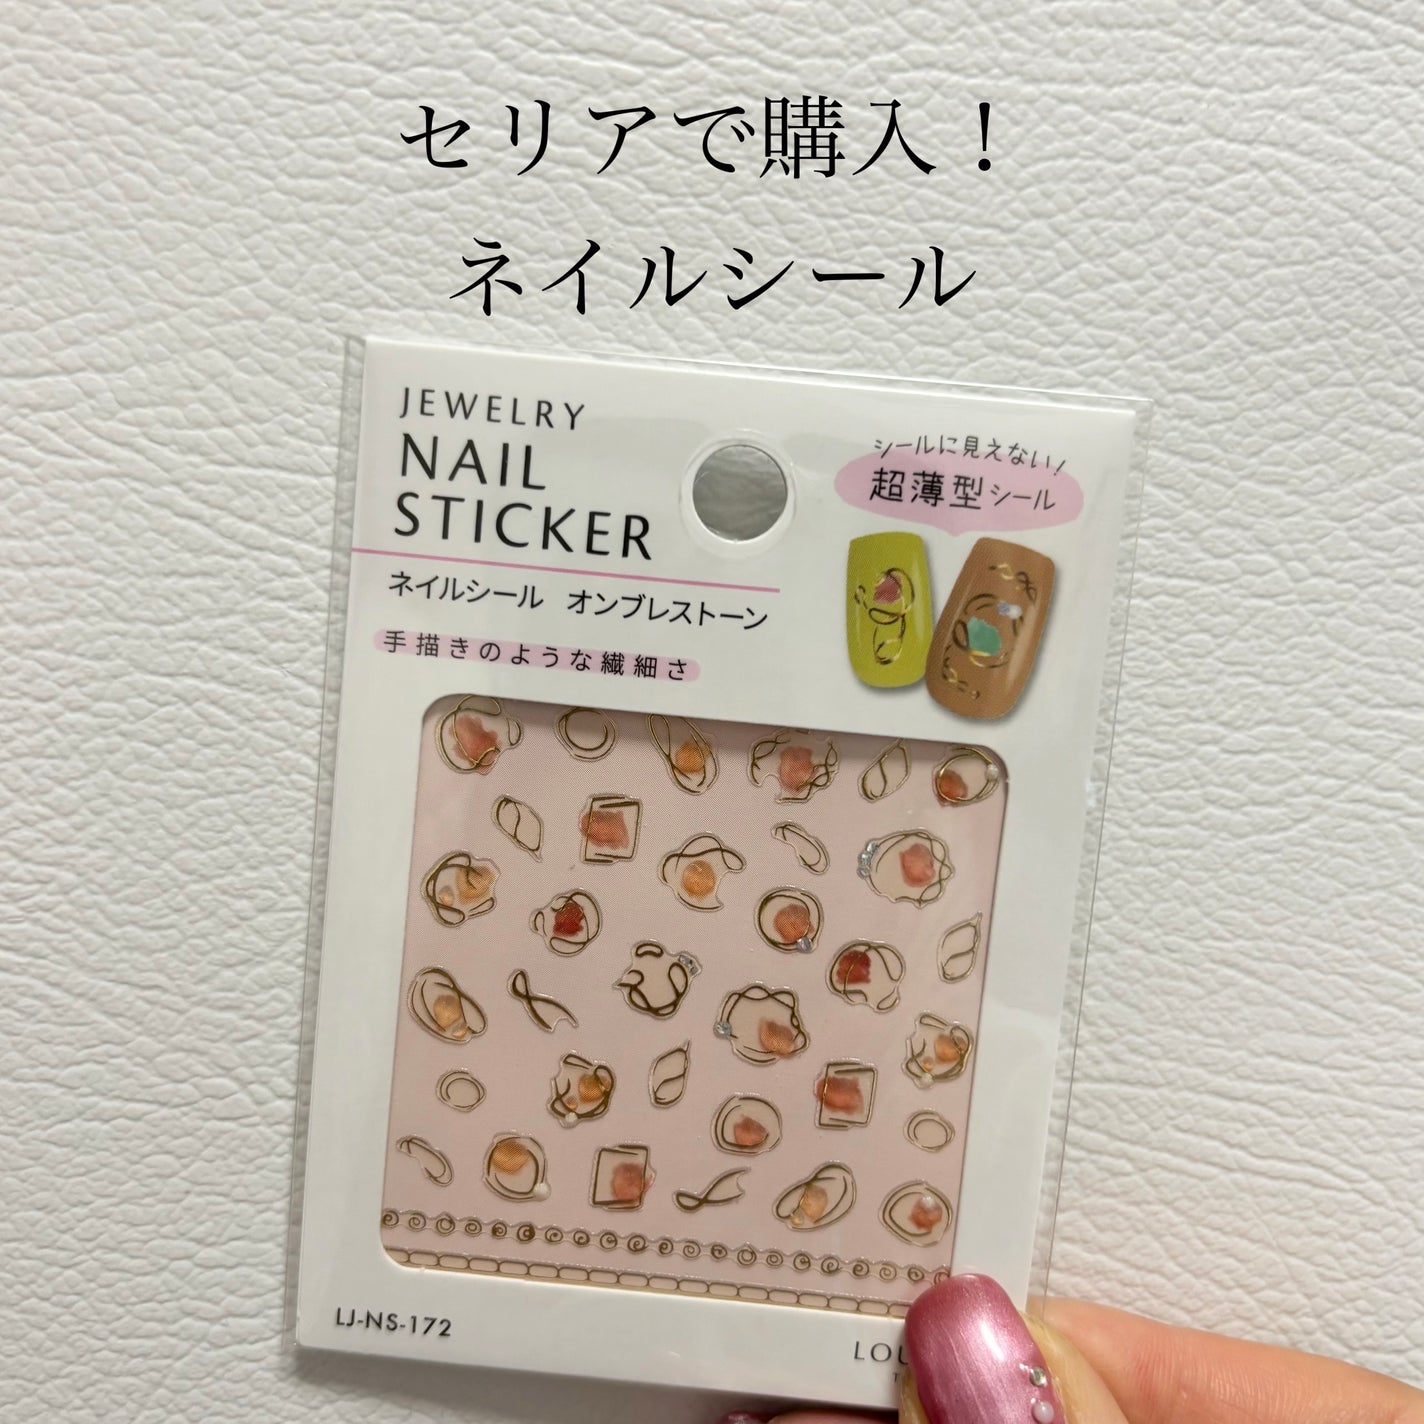 セリアで購入！
ネイルシール
JEWELRY
NAIL
STICKER
ネイルシール オンブレストーン
手描きのような繊細さ
シールに見えない!
超薄型シール
LJ-NS-172